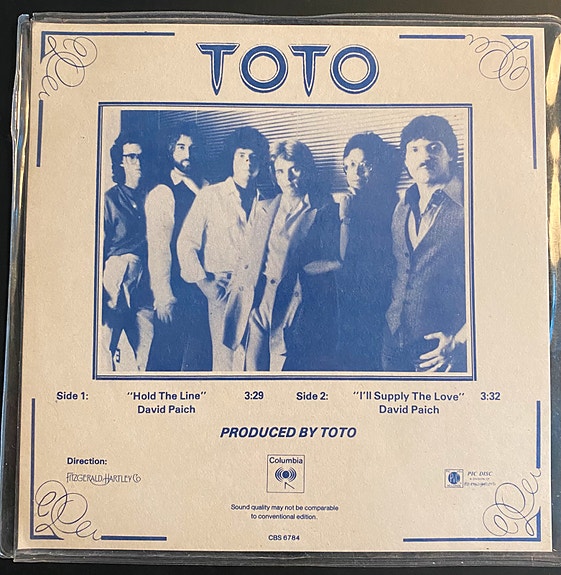 TOTO
Side 1: "Hold The Line" 3:29 Side 2: "I'll Supply The Love" 3:32
David Paich David Paich
PRODUCED BY TOTO
Direction:
FITZGERALD HARTLEY CO
Columbia
PIC DISC
Sound quality may not be comparable
to conventional edition.
CBS 6784